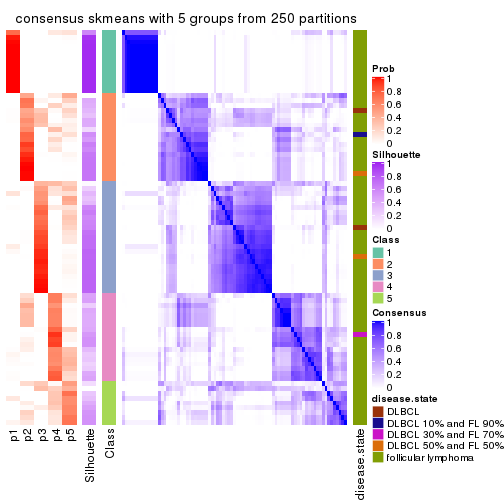 consensus skmeans with 5 groups from 250 partitions
p1
p2
p3
p4
p5
Silhouette
Class
disease.state
Prob
1
0.8
0.6
0.4
0.2
0
Silhouette
1
0.8
0.6
0.4
0.2
0
Class
1
2
3
4
5
Consensus
1
0.8
0.6
0.4
0.2
0
disease.state
DLBCL
DLBCL 10% and FL 90%
DLBCL 30% and FL 70%
DLBCL 50% and FL 50%
follicular lymphoma